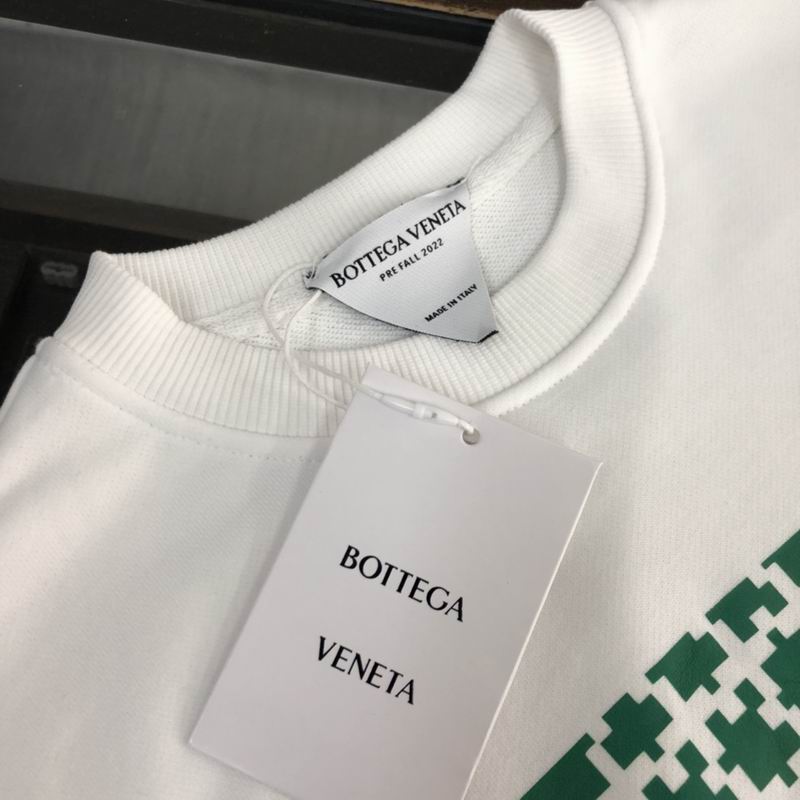 BOTTEGA VENETA
PRE FALL 2022
MADE IN ITALY
BOTTEGA
VENETA